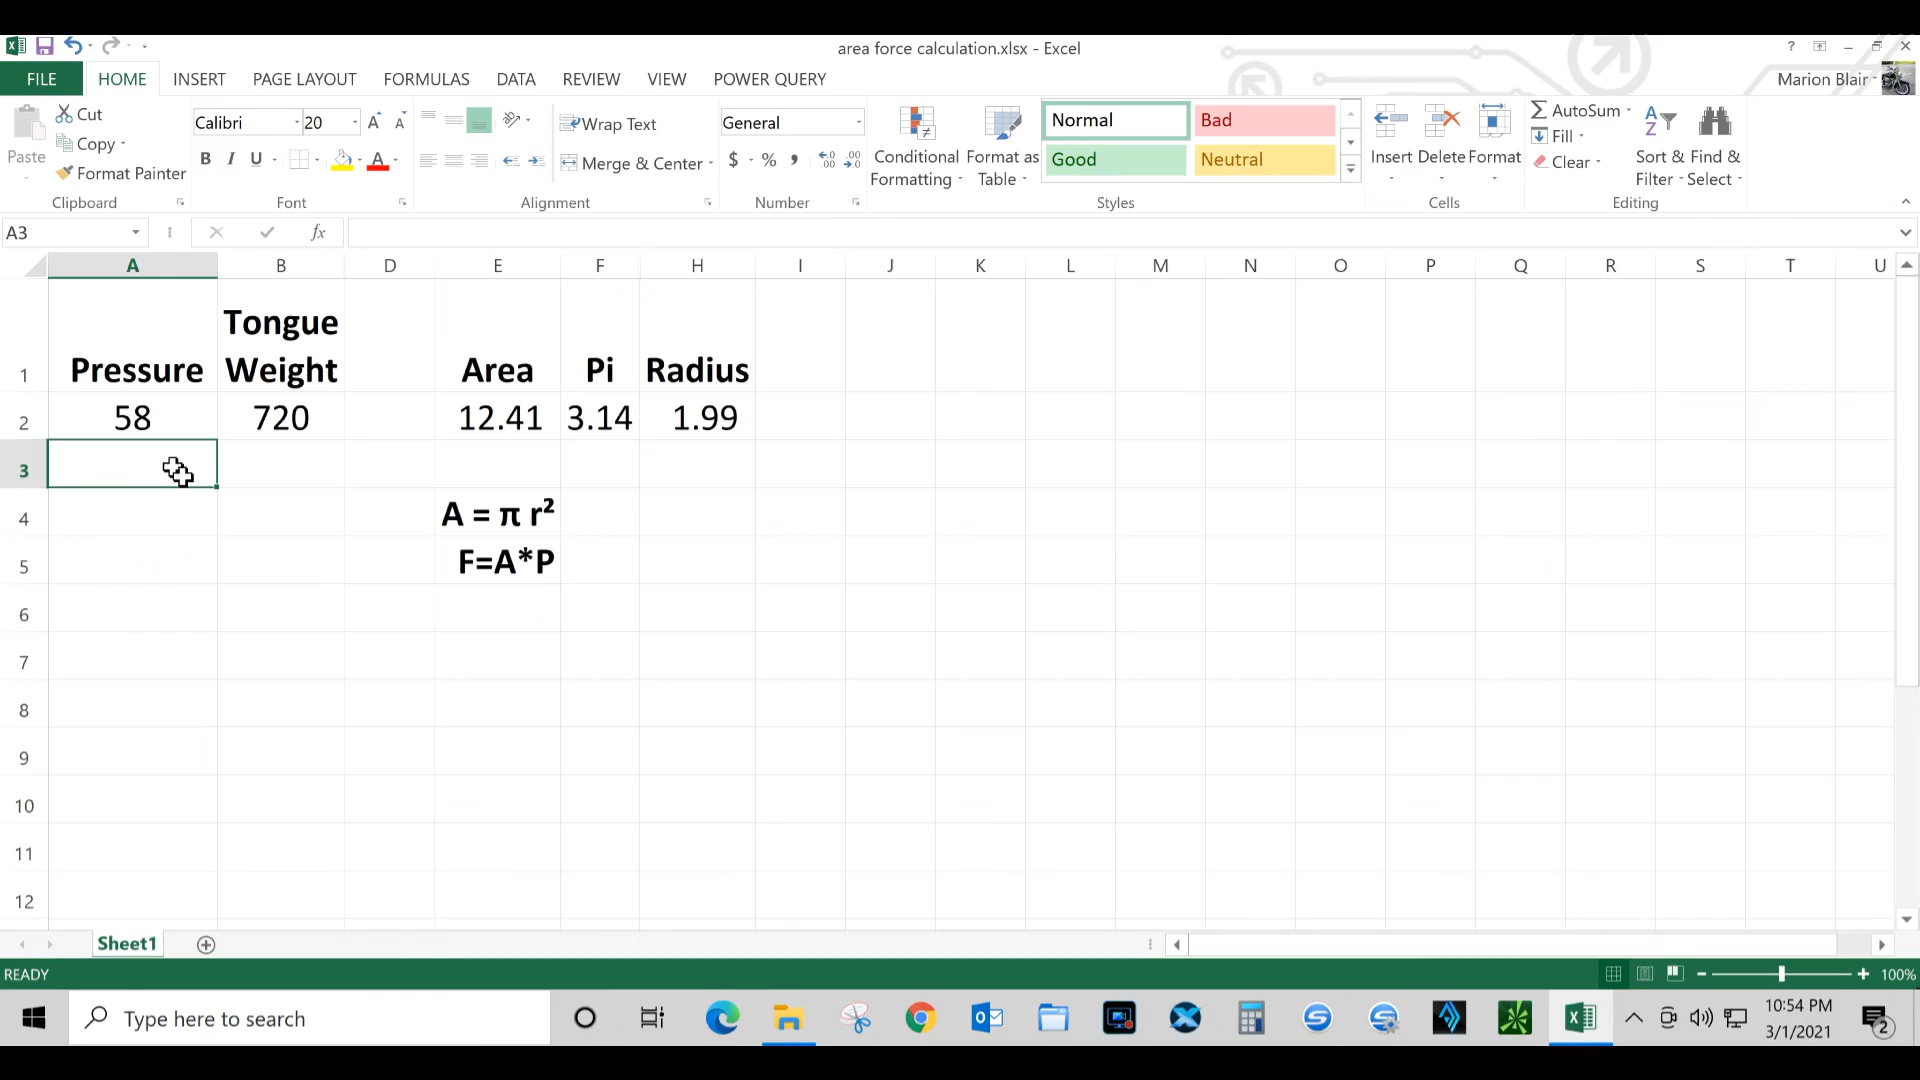 area force calculation.xlsx - Excel
?
FILE HOME INSERT PAGE LAYOUT FORMULAS DATA REVIEW VIEW POWER QUERY Marion Blair
Paste
Cut
Copy
Format Painter
Clipboard
Calibri 20 A A
B I U A
Font
Wrap Text
Merge & Center
Alignment
General
$ % , .00 .00
Number
Conditional Formatting
Format as Table
Normal Bad
Good Neutral
Styles
Insert Delete Format
Cells
AutoSum
Fill
Clear
Sort & Filter
Find & Select
Editing
A3 fx
A B D E F H I J K L M N O P Q R S T U
1 Pressure Tongue Weight Area Pi Radius
2 58 720 12.41 3.14 1.99
3
4 A = π r²
5 F=A*P
6
7
8
9
10
11
12
Sheet1
READY 100%
Type here to search
10:54 PM
3/1/2021
2